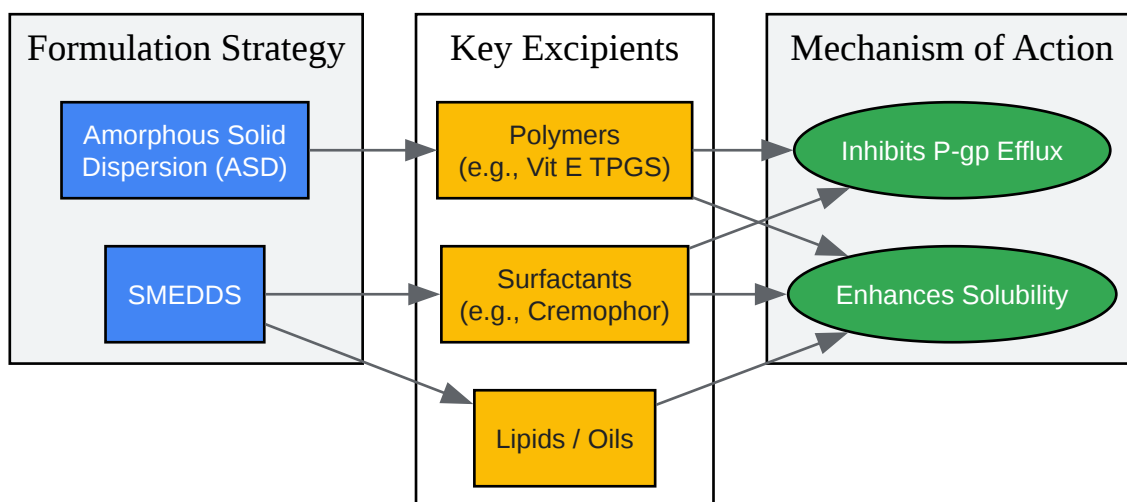 Formulation Strategy
Key Excipients
Mechanism of Action
Amorphous Solid
Dispersion (ASD)
Polymers
(e.g., Vit E TPGS)
Inhibits P-gp Efflux
SMEDDS
Surfactants
(e.g., Cremophor)
Enhances Solubility
Lipids / Oils